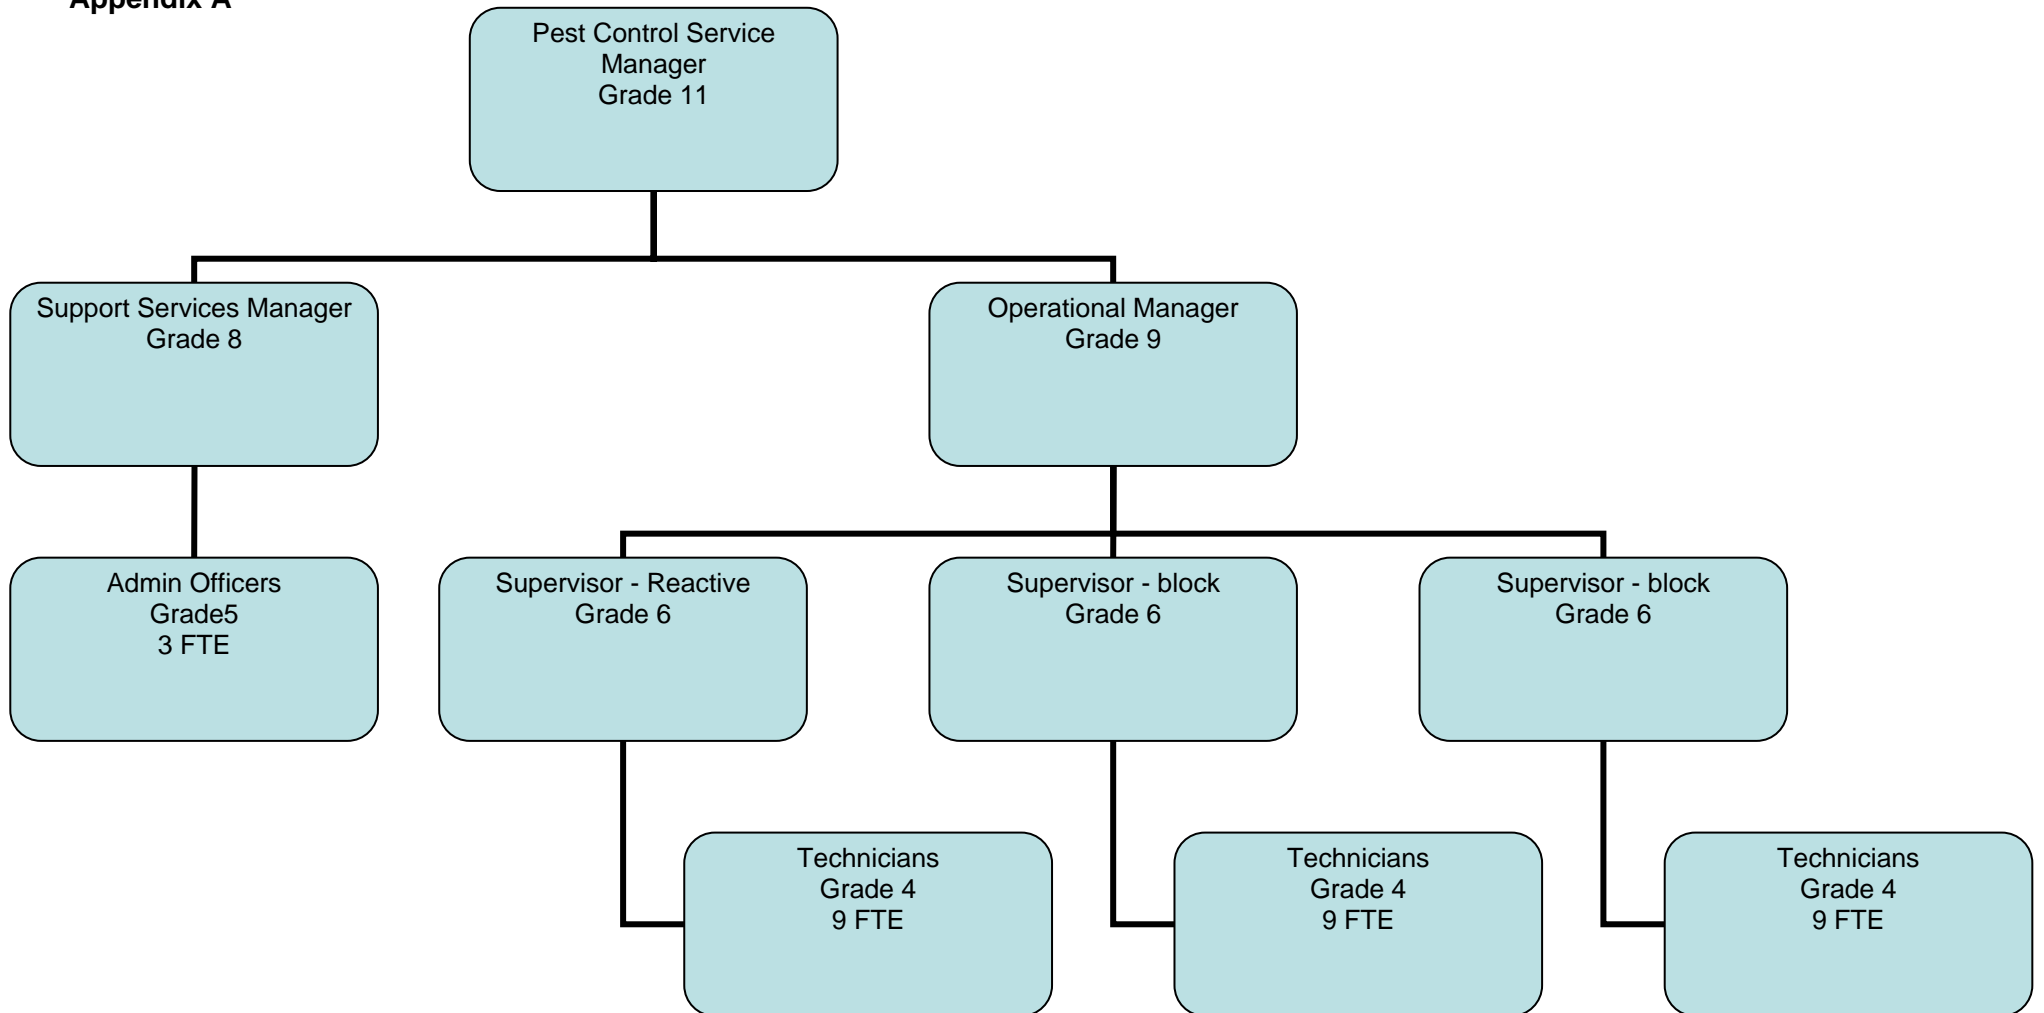 Appendix A
Pest Control Service
Manager
Grade 11
Support Services Manager
Grade 8
Operational Manager
Grade 9
Admin Officers
Grade5
3 FTE
Supervisor - Reactive
Grade 6
Supervisor - block
Grade 6
Supervisor - block
Grade 6
Technicians
Grade 4
9 FTE
Technicians
Grade 4
9 FTE
Technicians
Grade 4
9 FTE